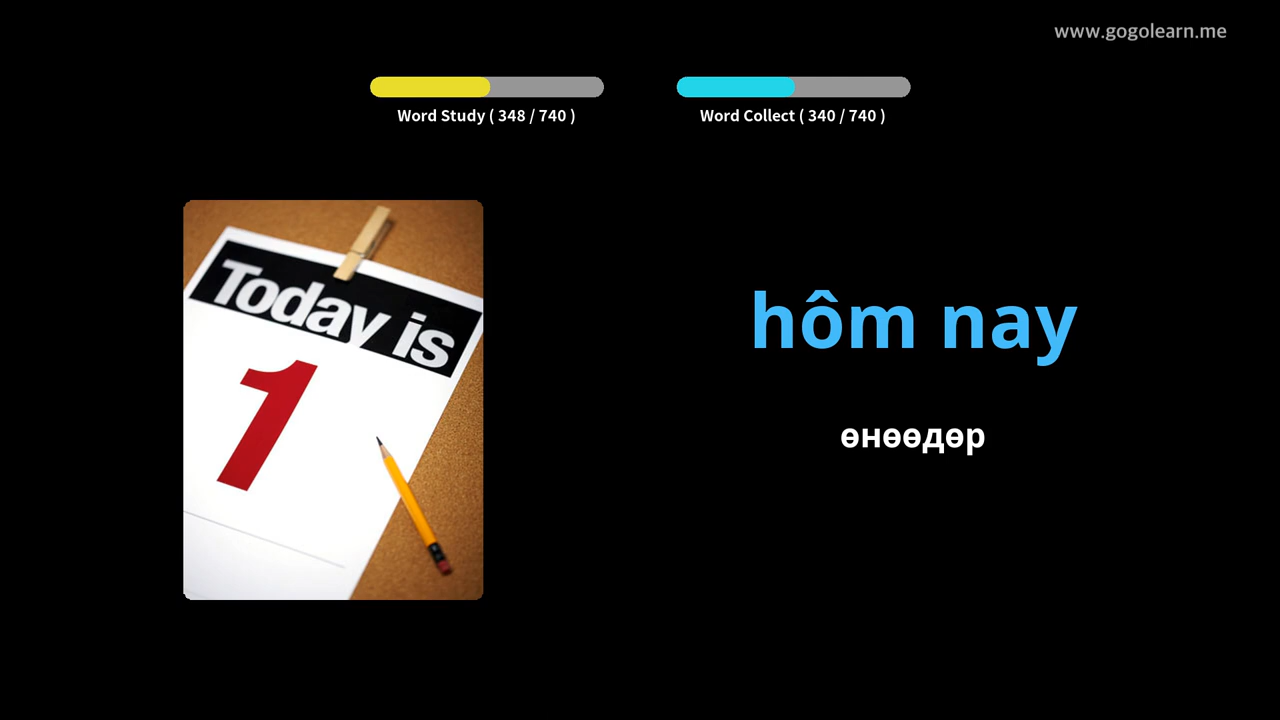 www.gogolearn.me
Word Study ( 348 / 740 )
Word Collect ( 340 / 740 )
Today is
1
hôm nay
өнөөдөр